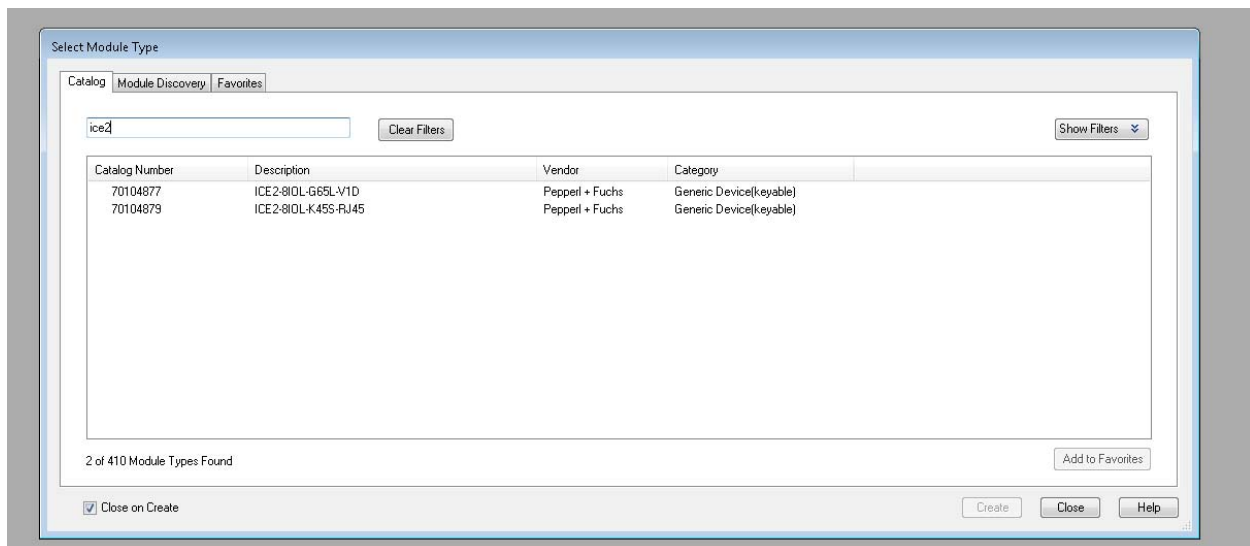 Select Module Type
Catalog Module Discovery Favorites
ice2 Clear Filters Show Filters
Catalog Number Description Vendor Category
70104877 ICE2-8IOL-G65L-V1D Pepperl + Fuchs Generic Device(keyable)
70104879 ICE2-8IOL-K45S-RJ45 Pepperl + Fuchs Generic Device(keyable)
2 of 410 Module Types Found Add to Favorites
Close on Create Create Close Help